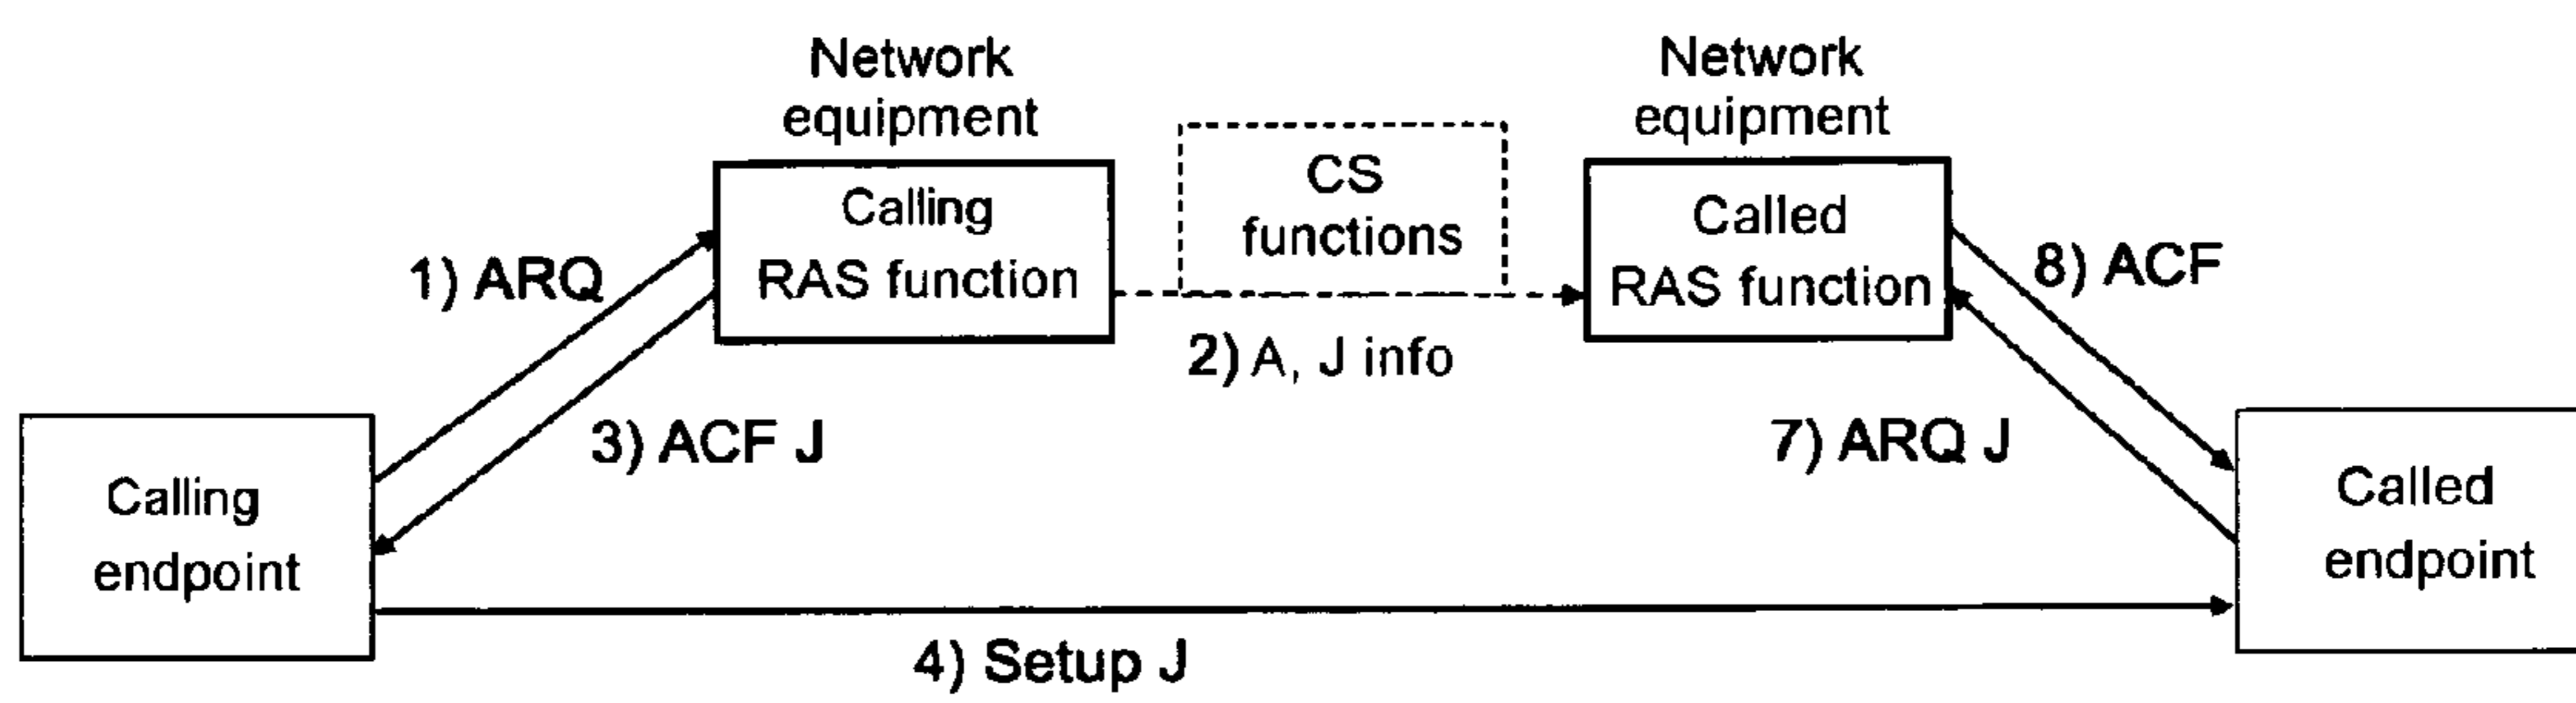 Network
equipment
Network
equipment
CS
functions
Calling
RAS function
Called
RAS function
1) ARQ
8) ACF
2) A, J info
3) ACF J
7) ARQ J
Calling
endpoint
Called
endpoint
4) Setup J